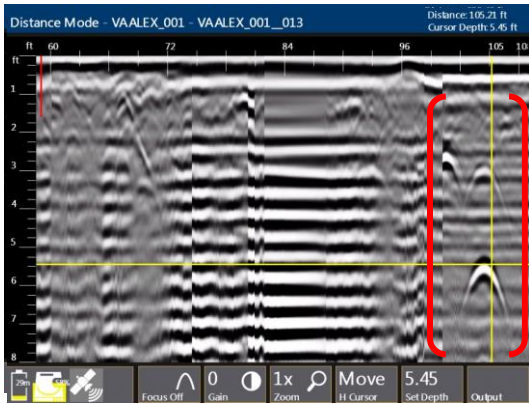 Distance Mode - VAALEX_001 - VAALEX_001__013
Distance: 105.21 ft
Cursor Depth: 5.45 ft
ft 60 72 84 96 105
ft
1
2
3
4
5
6
7
8
29m
Focus Off
0
Gain
1x
Zoom
Move
H Cursor
5.45
Set Depth
Output